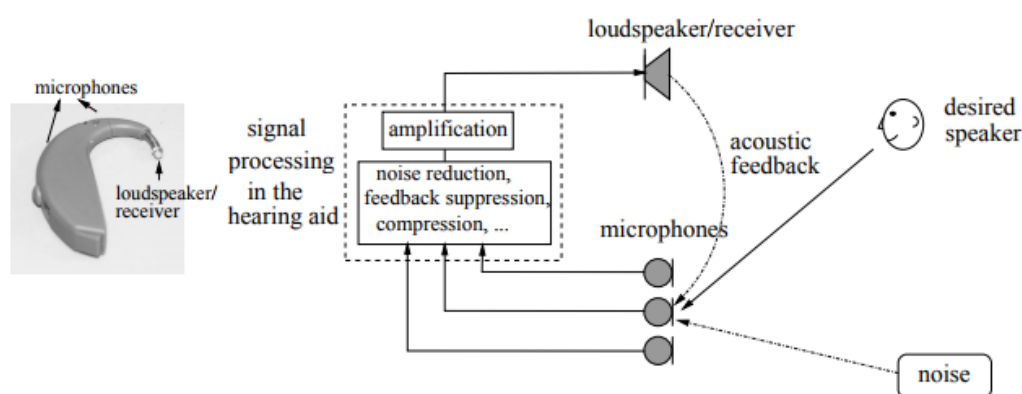 microphones
loudspeaker/
receiver
signal
processing
in the
hearing aid
amplification
noise reduction,
feedback suppression,
compression, ...
loudspeaker/receiver
acoustic
feedback
microphones
desired
speaker
noise